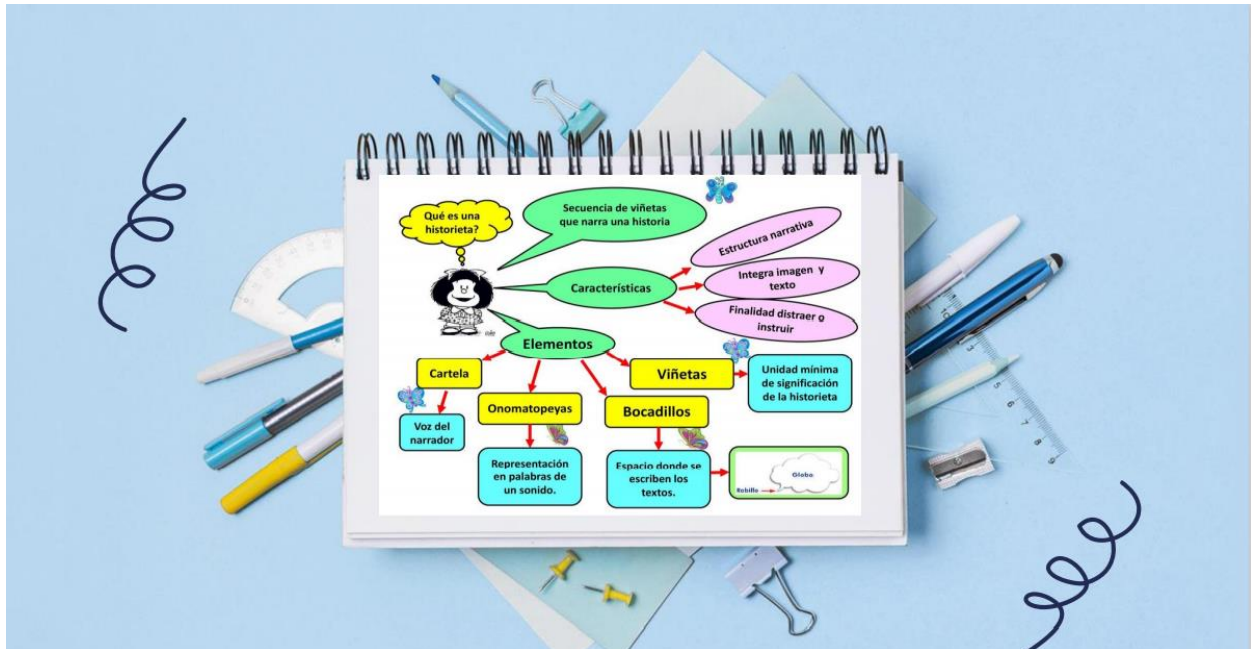 Qué es una
historieta?
Secuencia de viñetas
que narra una historia
Características
Estructura narrativa
Integra imagen y
texto
Finalidad distraer o
instruir
Elementos
Cartela
Voz del
narrador
Onomatopeyas
Representación
en palabras de
un sonido.
Bocadillos
Espacio donde se
escriben los
textos.
Globo
Rabillo
Viñetas
Unidad mínima
de significación
de la historieta